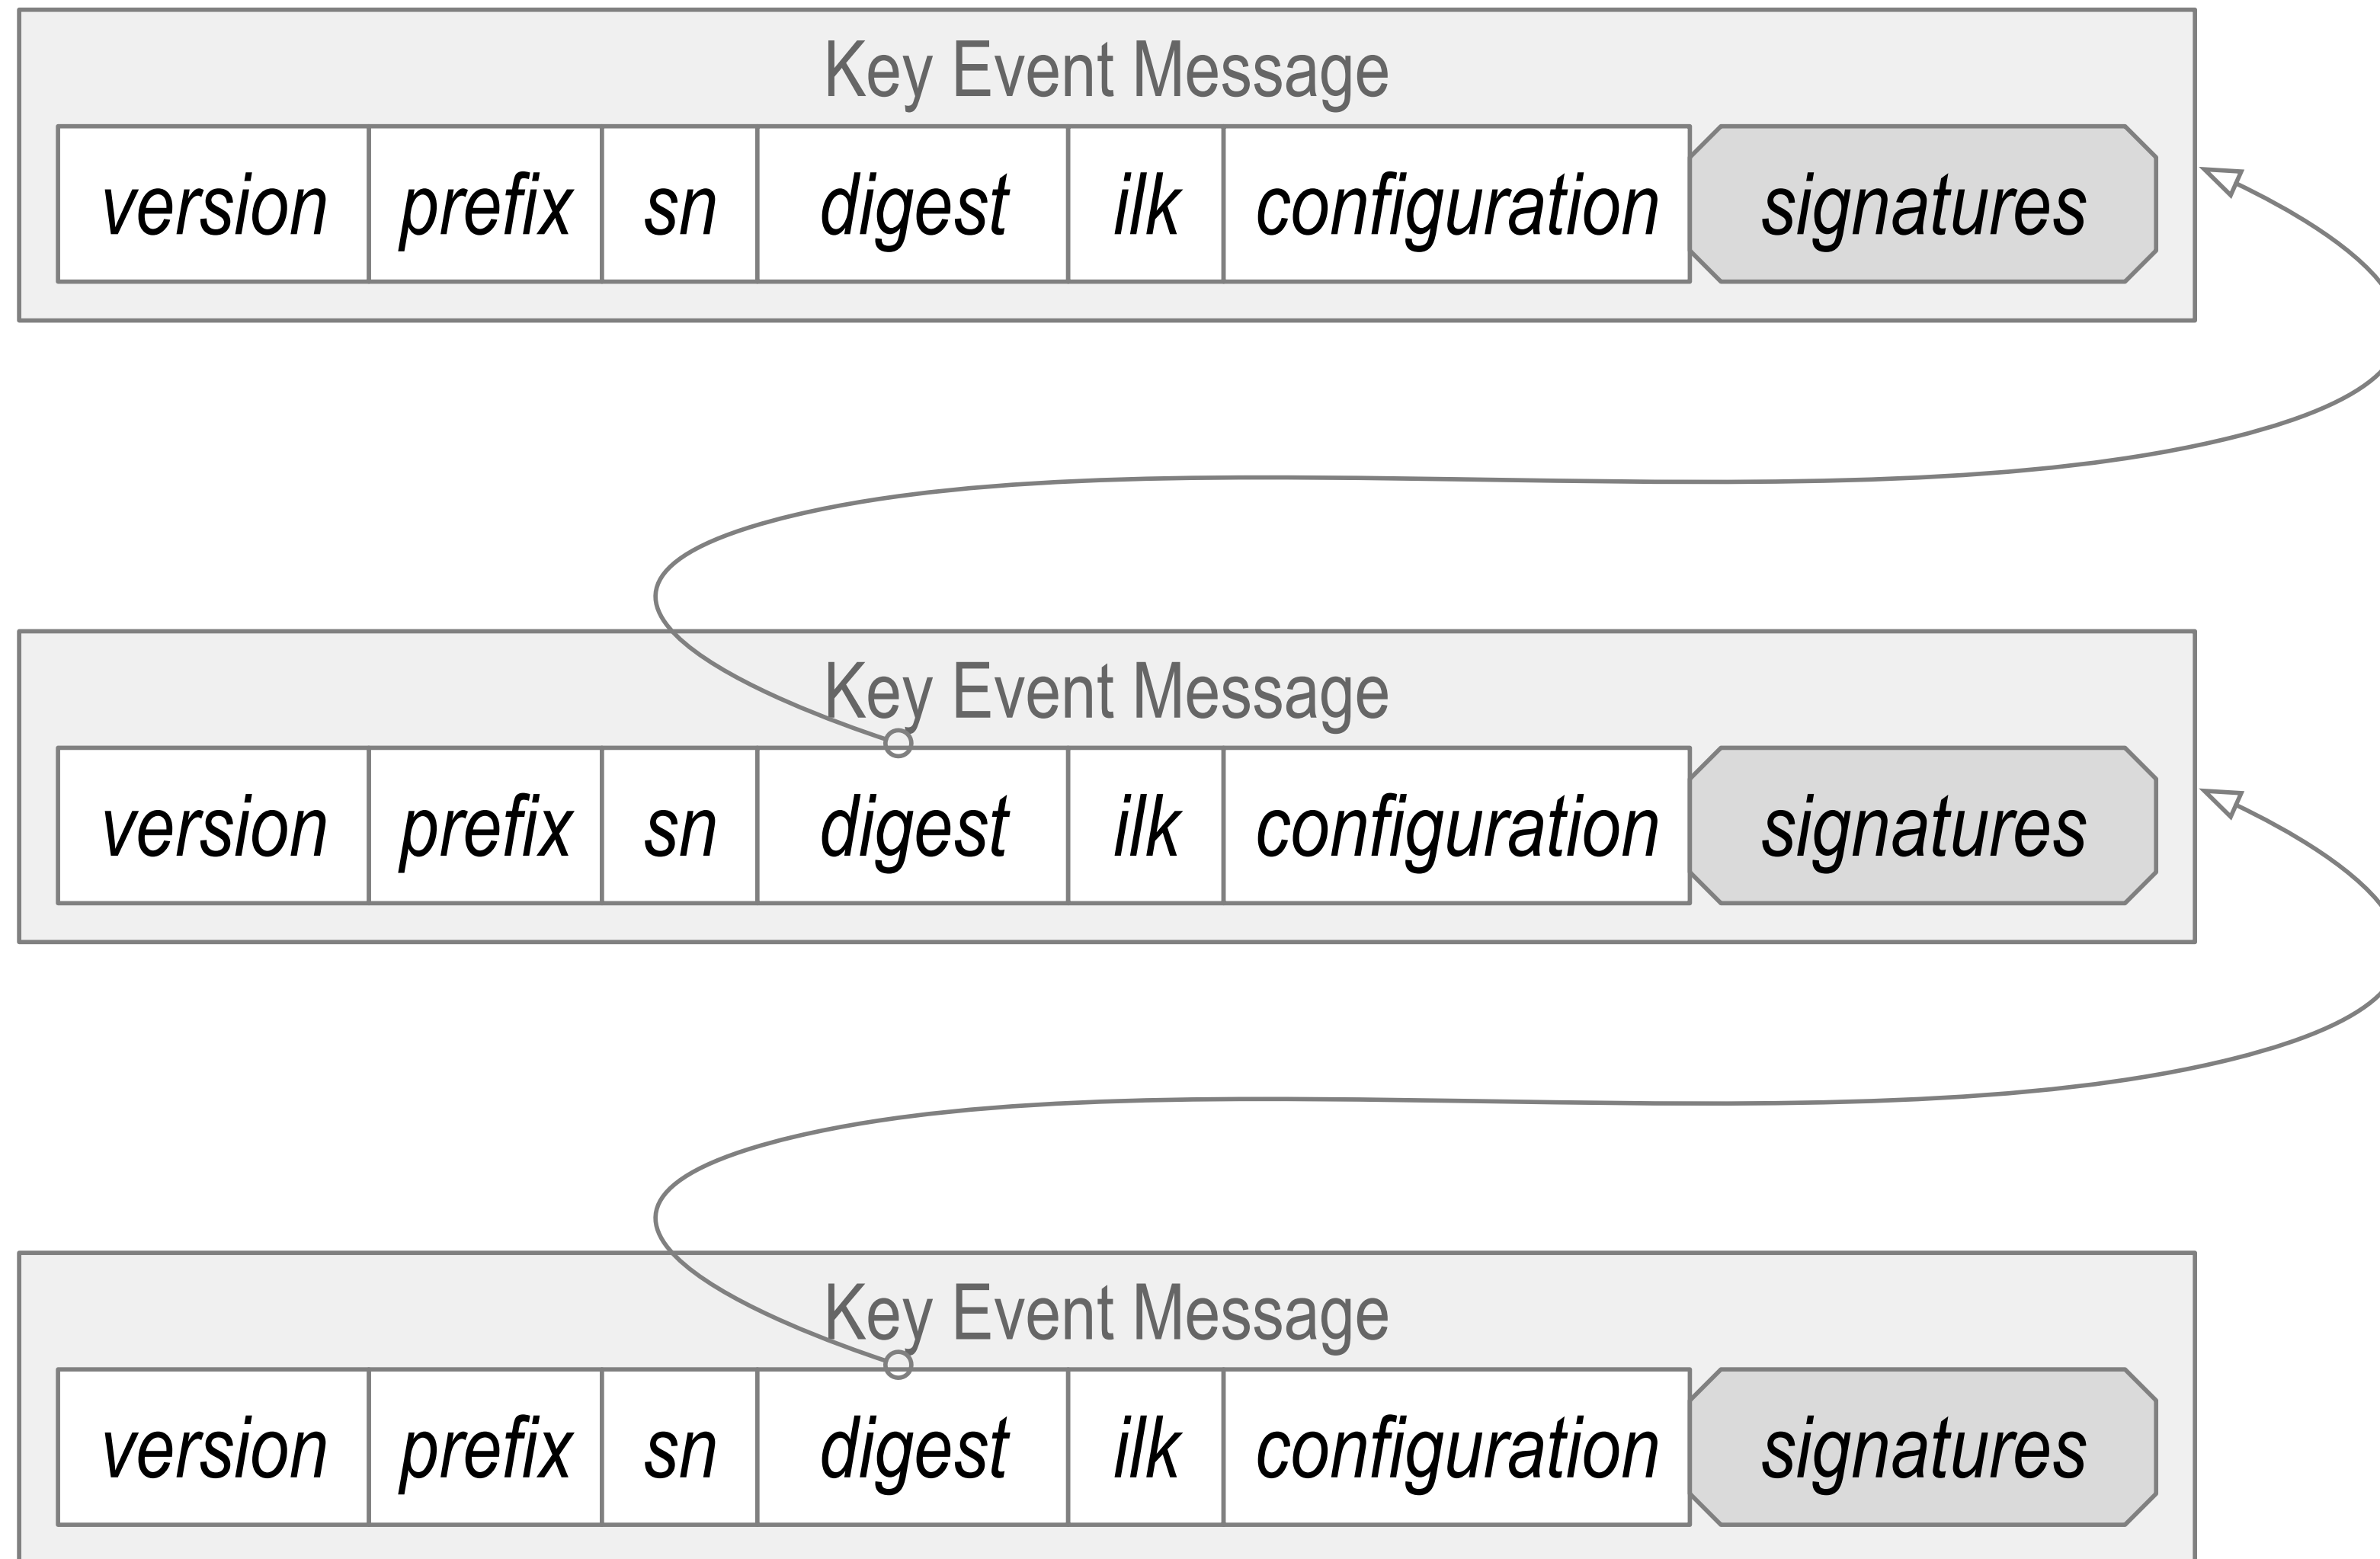 Key Event Message
version prefix sn digest ilk configuration signatures
Key Event Message
version prefix sn digest ilk configuration signatures
Key Event Message
version prefix sn digest ilk configuration signatures